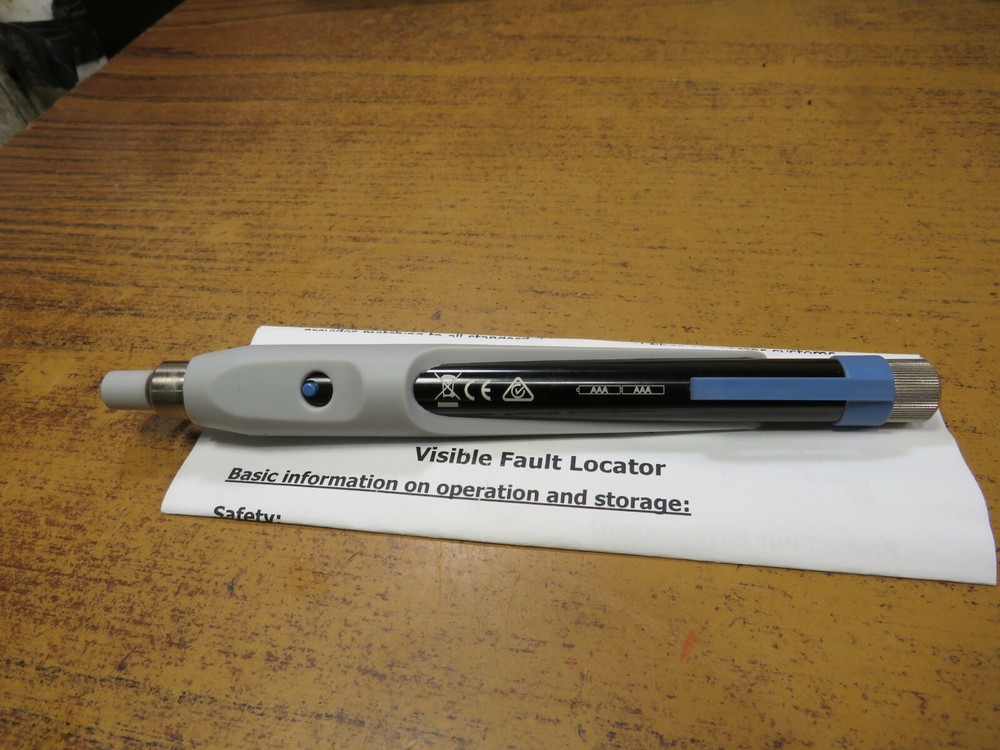 CE AAA AAA
Visible Fault Locator
Basic information on operation and storage:
Safety: